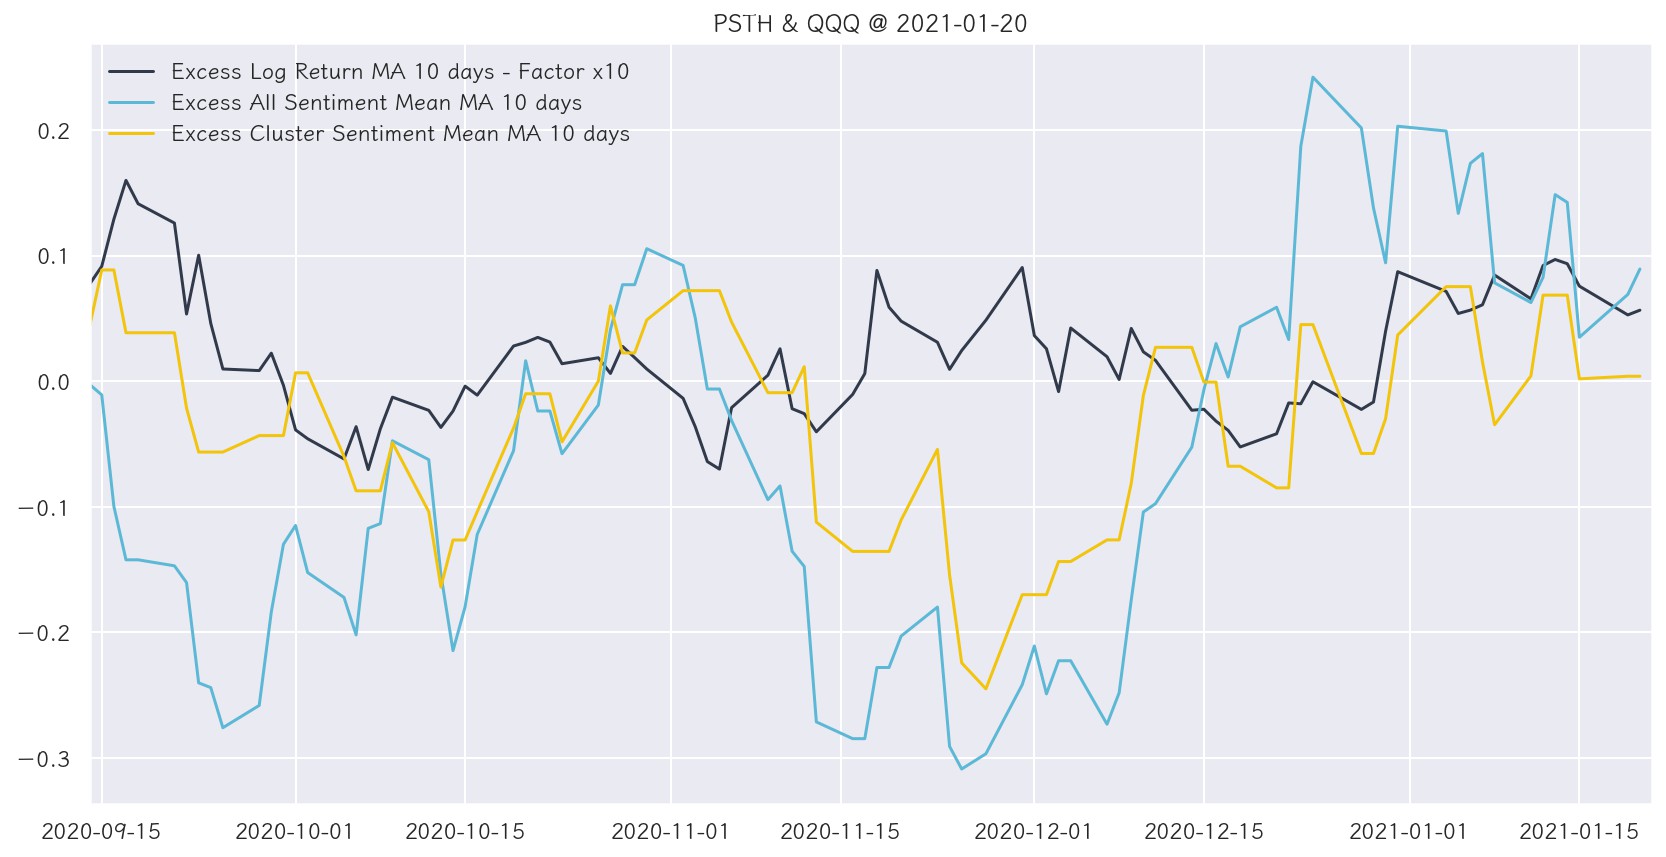 PSTH & QQQ @ 2021-01-20
Excess Log Return MA 10 days - Factor x10
Excess All Sentiment Mean MA 10 days
Excess Cluster Sentiment Mean MA 10 days
0.2
0.1
0.0
−0.1
−0.2
−0.3
2020-09-15 2020-10-01 2020-10-15 2020-11-01 2020-11-15 2020-12-01 2020-12-15 2021-01-01 2021-01-15